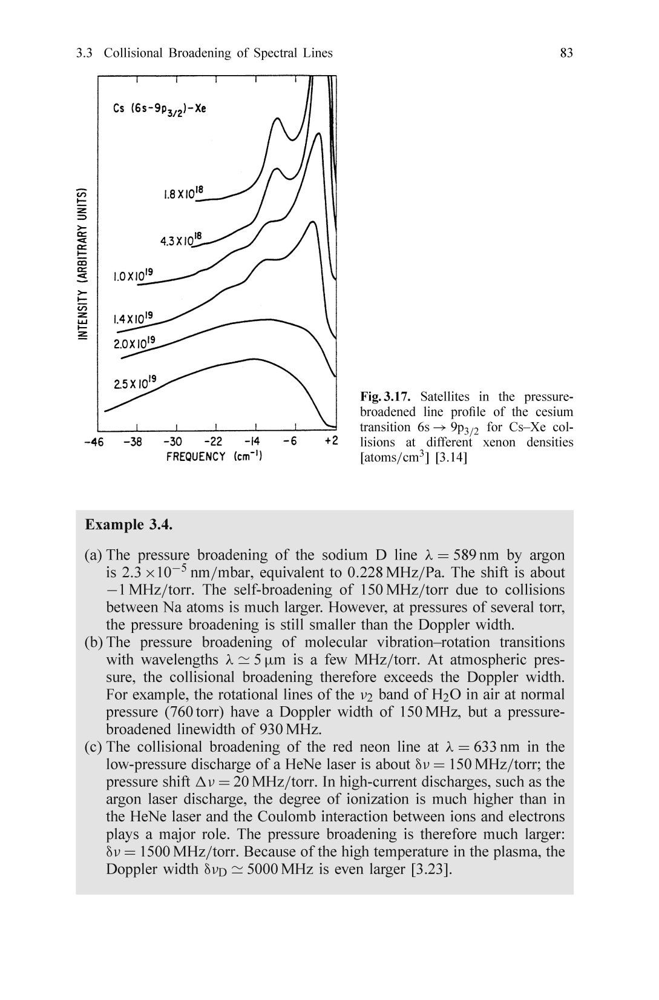 3.3 Collisional Broadening of Spectral Lines 83
Cs (6s-9p₃/₂)-Xe
1.8 X 10¹⁸
4.3 X 10¹⁸
1.0 X 10¹⁹
1.4 X 10¹⁹
2.0 X 10¹⁹
2.5 X 10¹⁹
INTENSITY (ARBITRARY UNITS)
-46 -38 -30 -22 -14 -6 +2
FREQUENCY (cm⁻¹)
Fig. 3.17. Satellites in the pressure-
broadened line profile of the cesium
transition 6s → 9p₃/₂ for Cs–Xe col-
lisions at different xenon densities
[atoms/cm³] [3.14]
Example 3.4.
(a) The pressure broadening of the sodium D line λ = 589 nm by argon
is 2.3 × 10⁻⁵ nm/mbar, equivalent to 0.228 MHz/Pa. The shift is about
−1 MHz/torr. The self-broadening of 150 MHz/torr due to collisions
between Na atoms is much larger. However, at pressures of several torr,
the pressure broadening is still smaller than the Doppler width.
(b) The pressure broadening of molecular vibration–rotation transitions
with wavelengths λ ≃ 5 μm is a few MHz/torr. At atmospheric pres-
sure, the collisional broadening therefore exceeds the Doppler width.
For example, the rotational lines of the ν₂ band of H₂O in air at normal
pressure (760 torr) have a Doppler width of 150 MHz, but a pressure-
broadened linewidth of 930 MHz.
(c) The collisional broadening of the red neon line at λ = 633 nm in the
low-pressure discharge of a HeNe laser is about δν = 150 MHz/torr; the
pressure shift Δν = 20 MHz/torr. In high-current discharges, such as the
argon laser discharge, the degree of ionization is much higher than in
the HeNe laser and the Coulomb interaction between ions and electrons
plays a major role. The pressure broadening is therefore much larger:
δν = 1500 MHz/torr. Because of the high temperature in the plasma, the
Doppler width δν_D ≃ 5000 MHz is even larger [3.23].